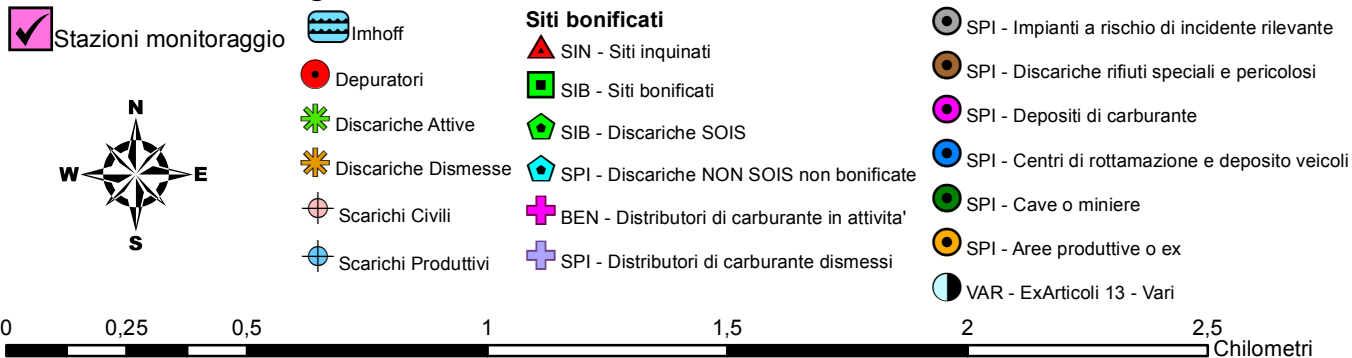 Stazioni monitoraggio
N
W
E
S
Imhoff
Depuratori
Discariche Attive
Discariche Dismesse
Scarichi Civili
Scarichi Produttivi
Siti bonificati
SIN - Siti inquinati
SIB - Siti bonificati
SIB - Discariche SOIS
SPI - Discariche NON SOIS non bonificate
BEN - Distributori di carburante in attivita'
SPI - Distributori di carburante dismessi
SPI - Impianti a rischio di incidente rilevante
SPI - Discariche rifiuti speciali e pericolosi
SPI - Depositi di carburante
SPI - Centri di rottamazione e deposito veicoli
SPI - Cave o miniere
SPI - Aree produttive o ex
VAR - ExArticoli 13 - Vari
0 0,25 0,5 1 1,5 2 2,5
Chilometri